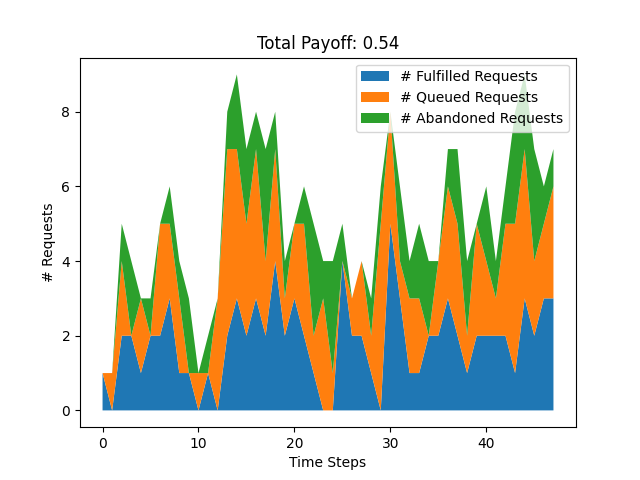 Total Payoff: 0.54
# Fulfilled Requests
# Queued Requests
# Abandoned Requests
# Requests
8
6
4
2
0
0 10 20 30 40
Time Steps